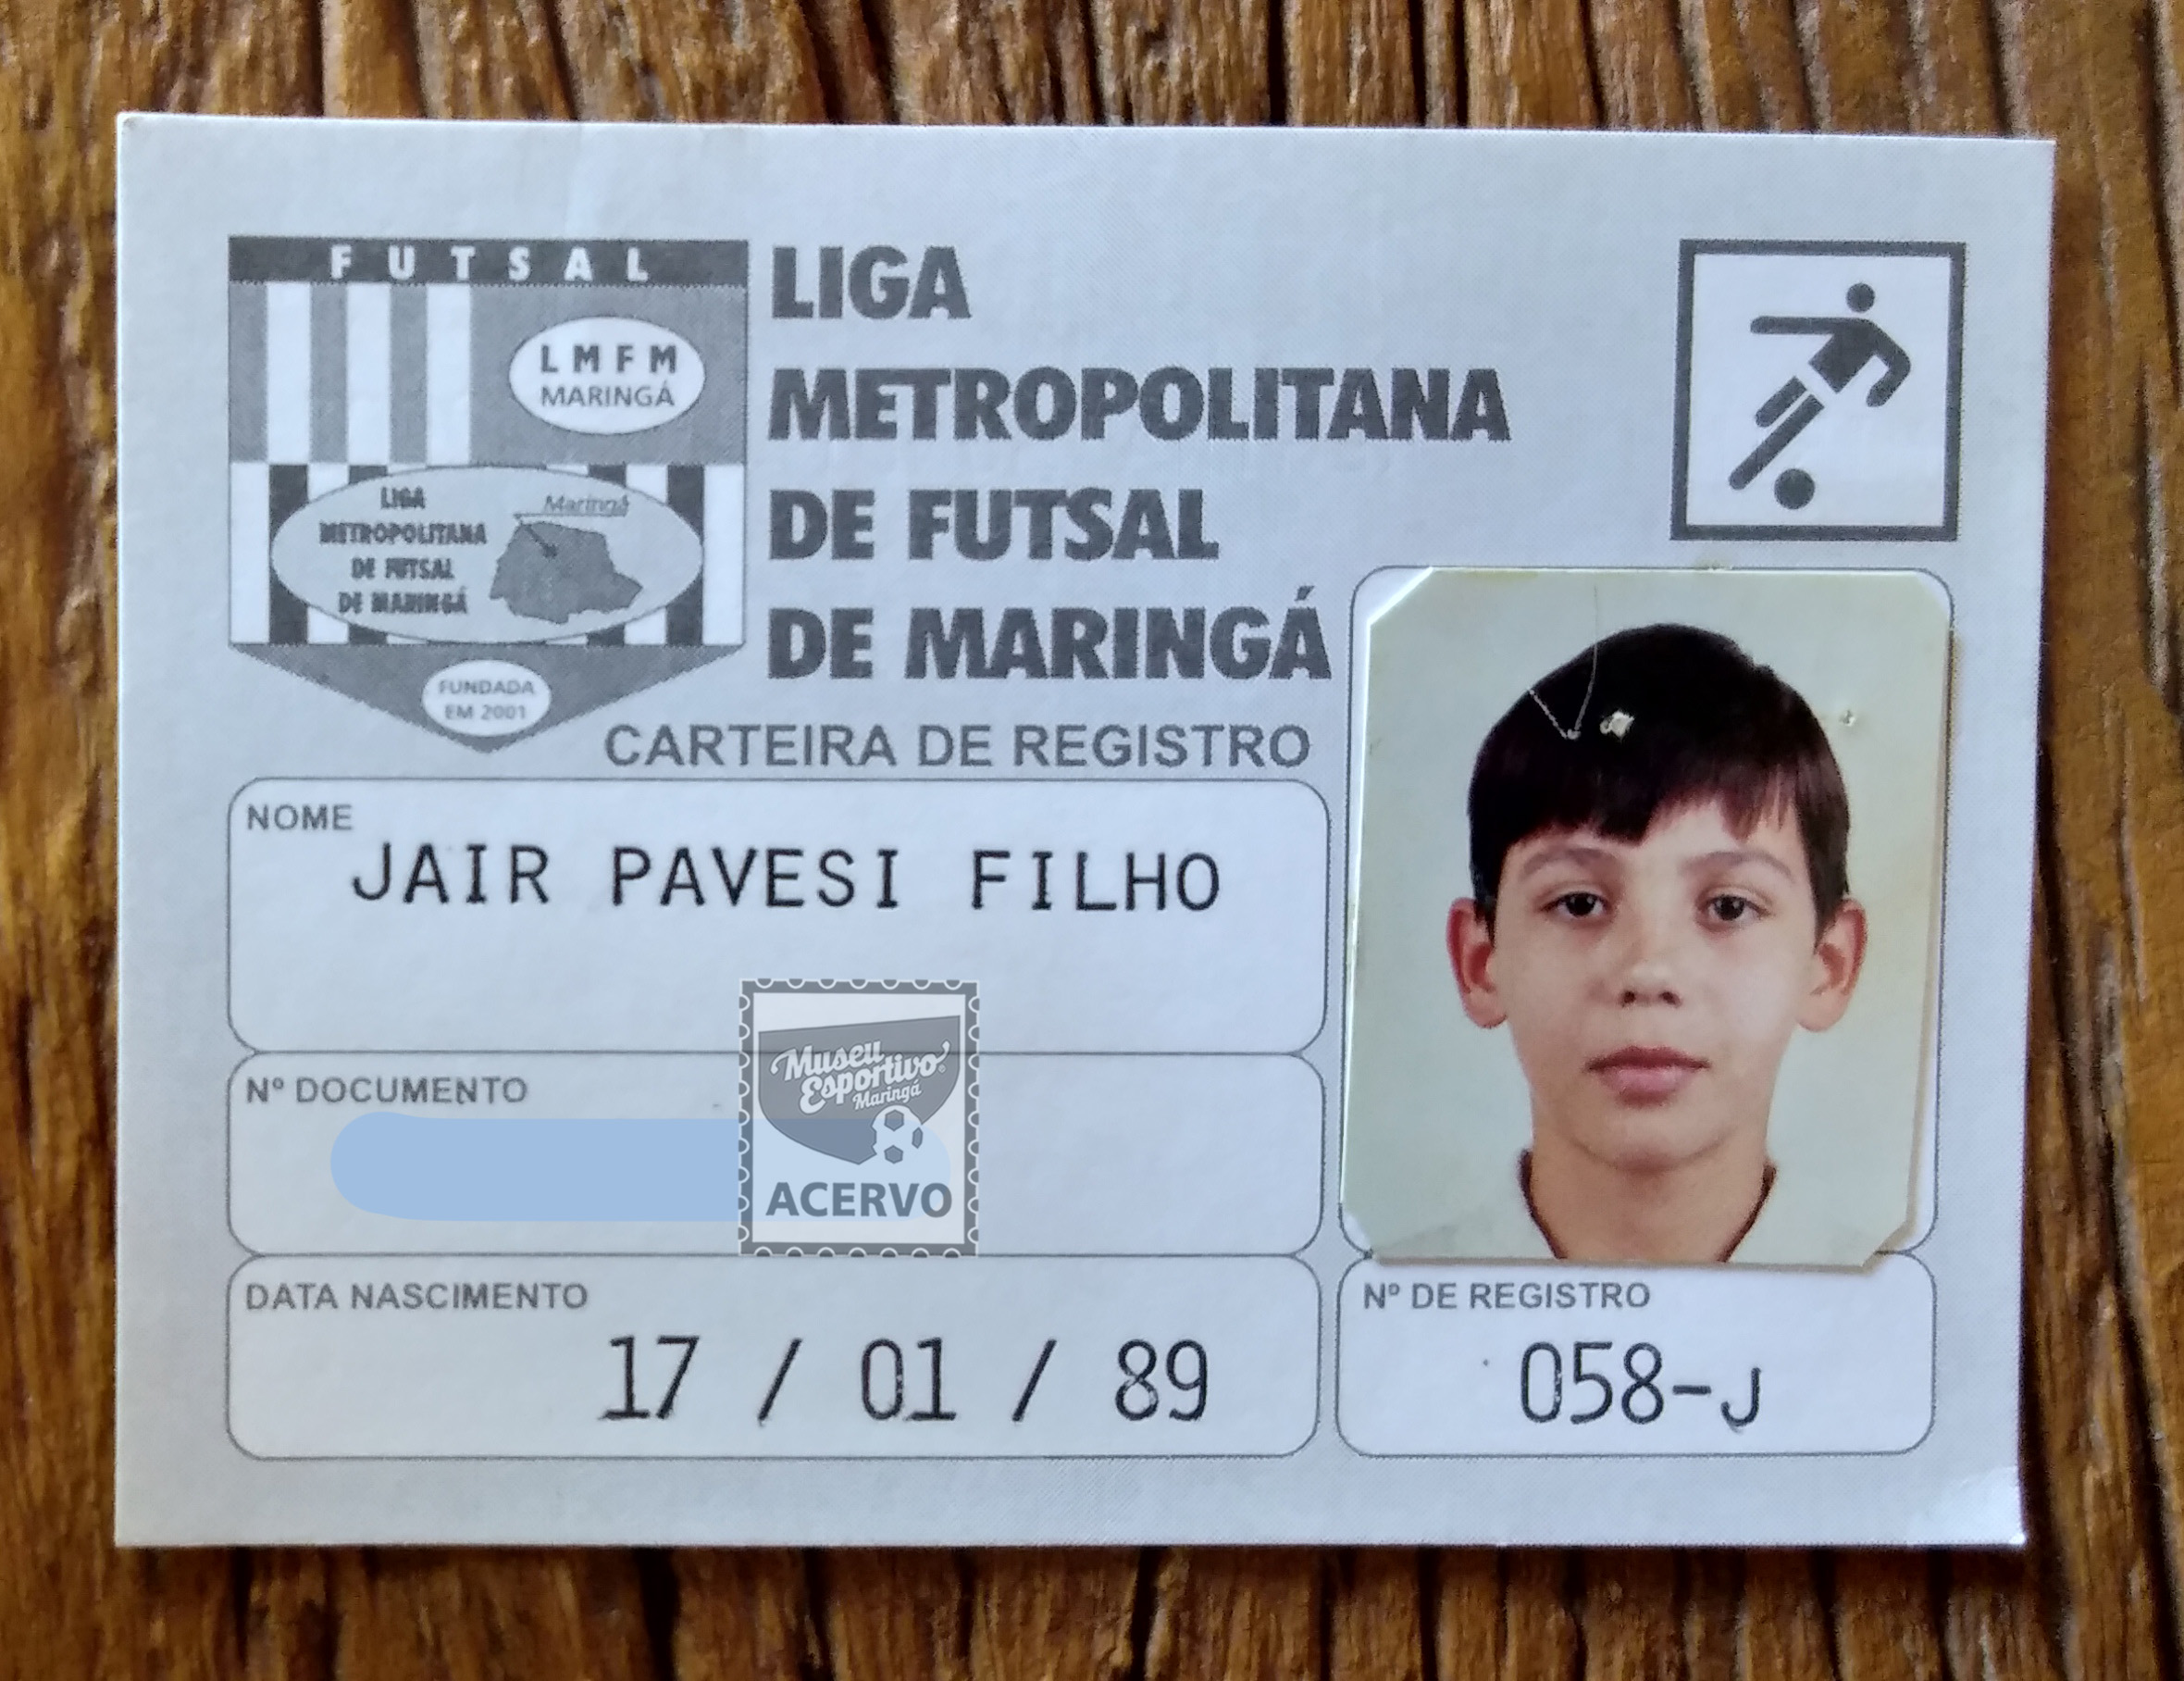 FUTSAL
LMFM
MARINGÁ
LIGA
METROPOLITANA
DE FUTSAL
DE MARINGÁ
Maringá
FUNDADA
EM 2001
LIGA
METROPOLITANA
DE FUTSAL
DE MARINGÁ
CARTEIRA DE REGISTRO
NOME
JAIR PAVESI FILHO
Nº DOCUMENTO
Museu
Esportivo
Maringá
ACERVO
DATA NASCIMENTO
17 / 01 / 89
Nº DE REGISTRO
058-J